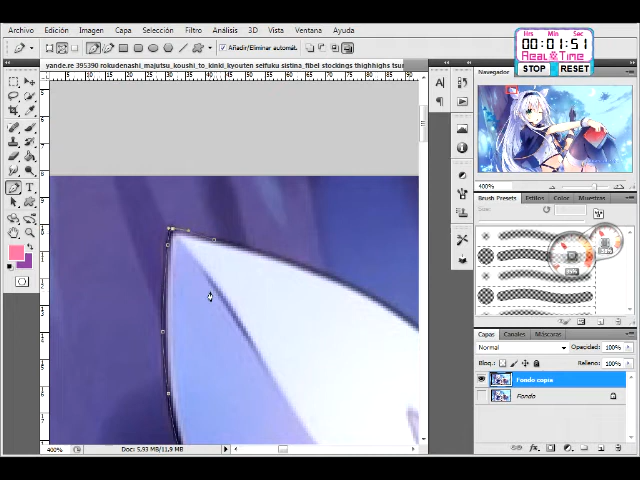 Archivo Edición Imagen Capa Selección Filtro Análisis 3D Vista Ventana Ayuda
Hrs Min Sec
00:01:51
Real Time
STOP RESET
Añadir/Eliminar automát.
yande.re 395390 rokudenashi_majutsu_koushi_to_kinki_kyouten seifuku sistina_fibel stockings thighhighs
Navegador
400%
Brush Presets Estilos Color Muestras
Capas Canales Máscaras
Normal Opacidad: 100%
Bloq.: Relleno: 100%
Fondo copia
Fondo
400% Doc: 5,93 MB/11,9 MB